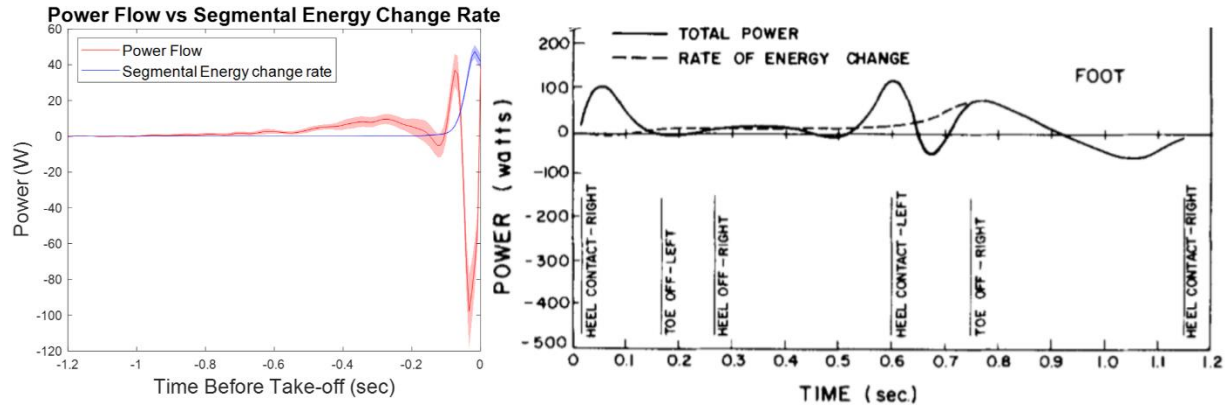 Power Flow vs Segmental Energy Change Rate
Power Flow
Segmental Energy change rate
60
40
20
0
-20
-40
-60
-80
-100
-120
Power (W)
-1.2
-1
-0.8
-0.6
-0.4
-0.2
0
Time Before Take-off (sec)
TOTAL POWER
RATE OF ENERGY CHANGE
FOOT
200
100
0
-100
-200
-300
-400
-500
POWER (watts)
HEEL CONTACT-RIGHT
TOE OFF-LEFT
HEEL OFF-RIGHT
HEEL CONTACT-LEFT
TOE OFF-RIGHT
HEEL CONTACT-RIGHT
0
0.1
0.2
0.3
0.4
0.5
0.6
0.7
0.8
0.9
1.0
1.1
1.2
TIME (sec.)